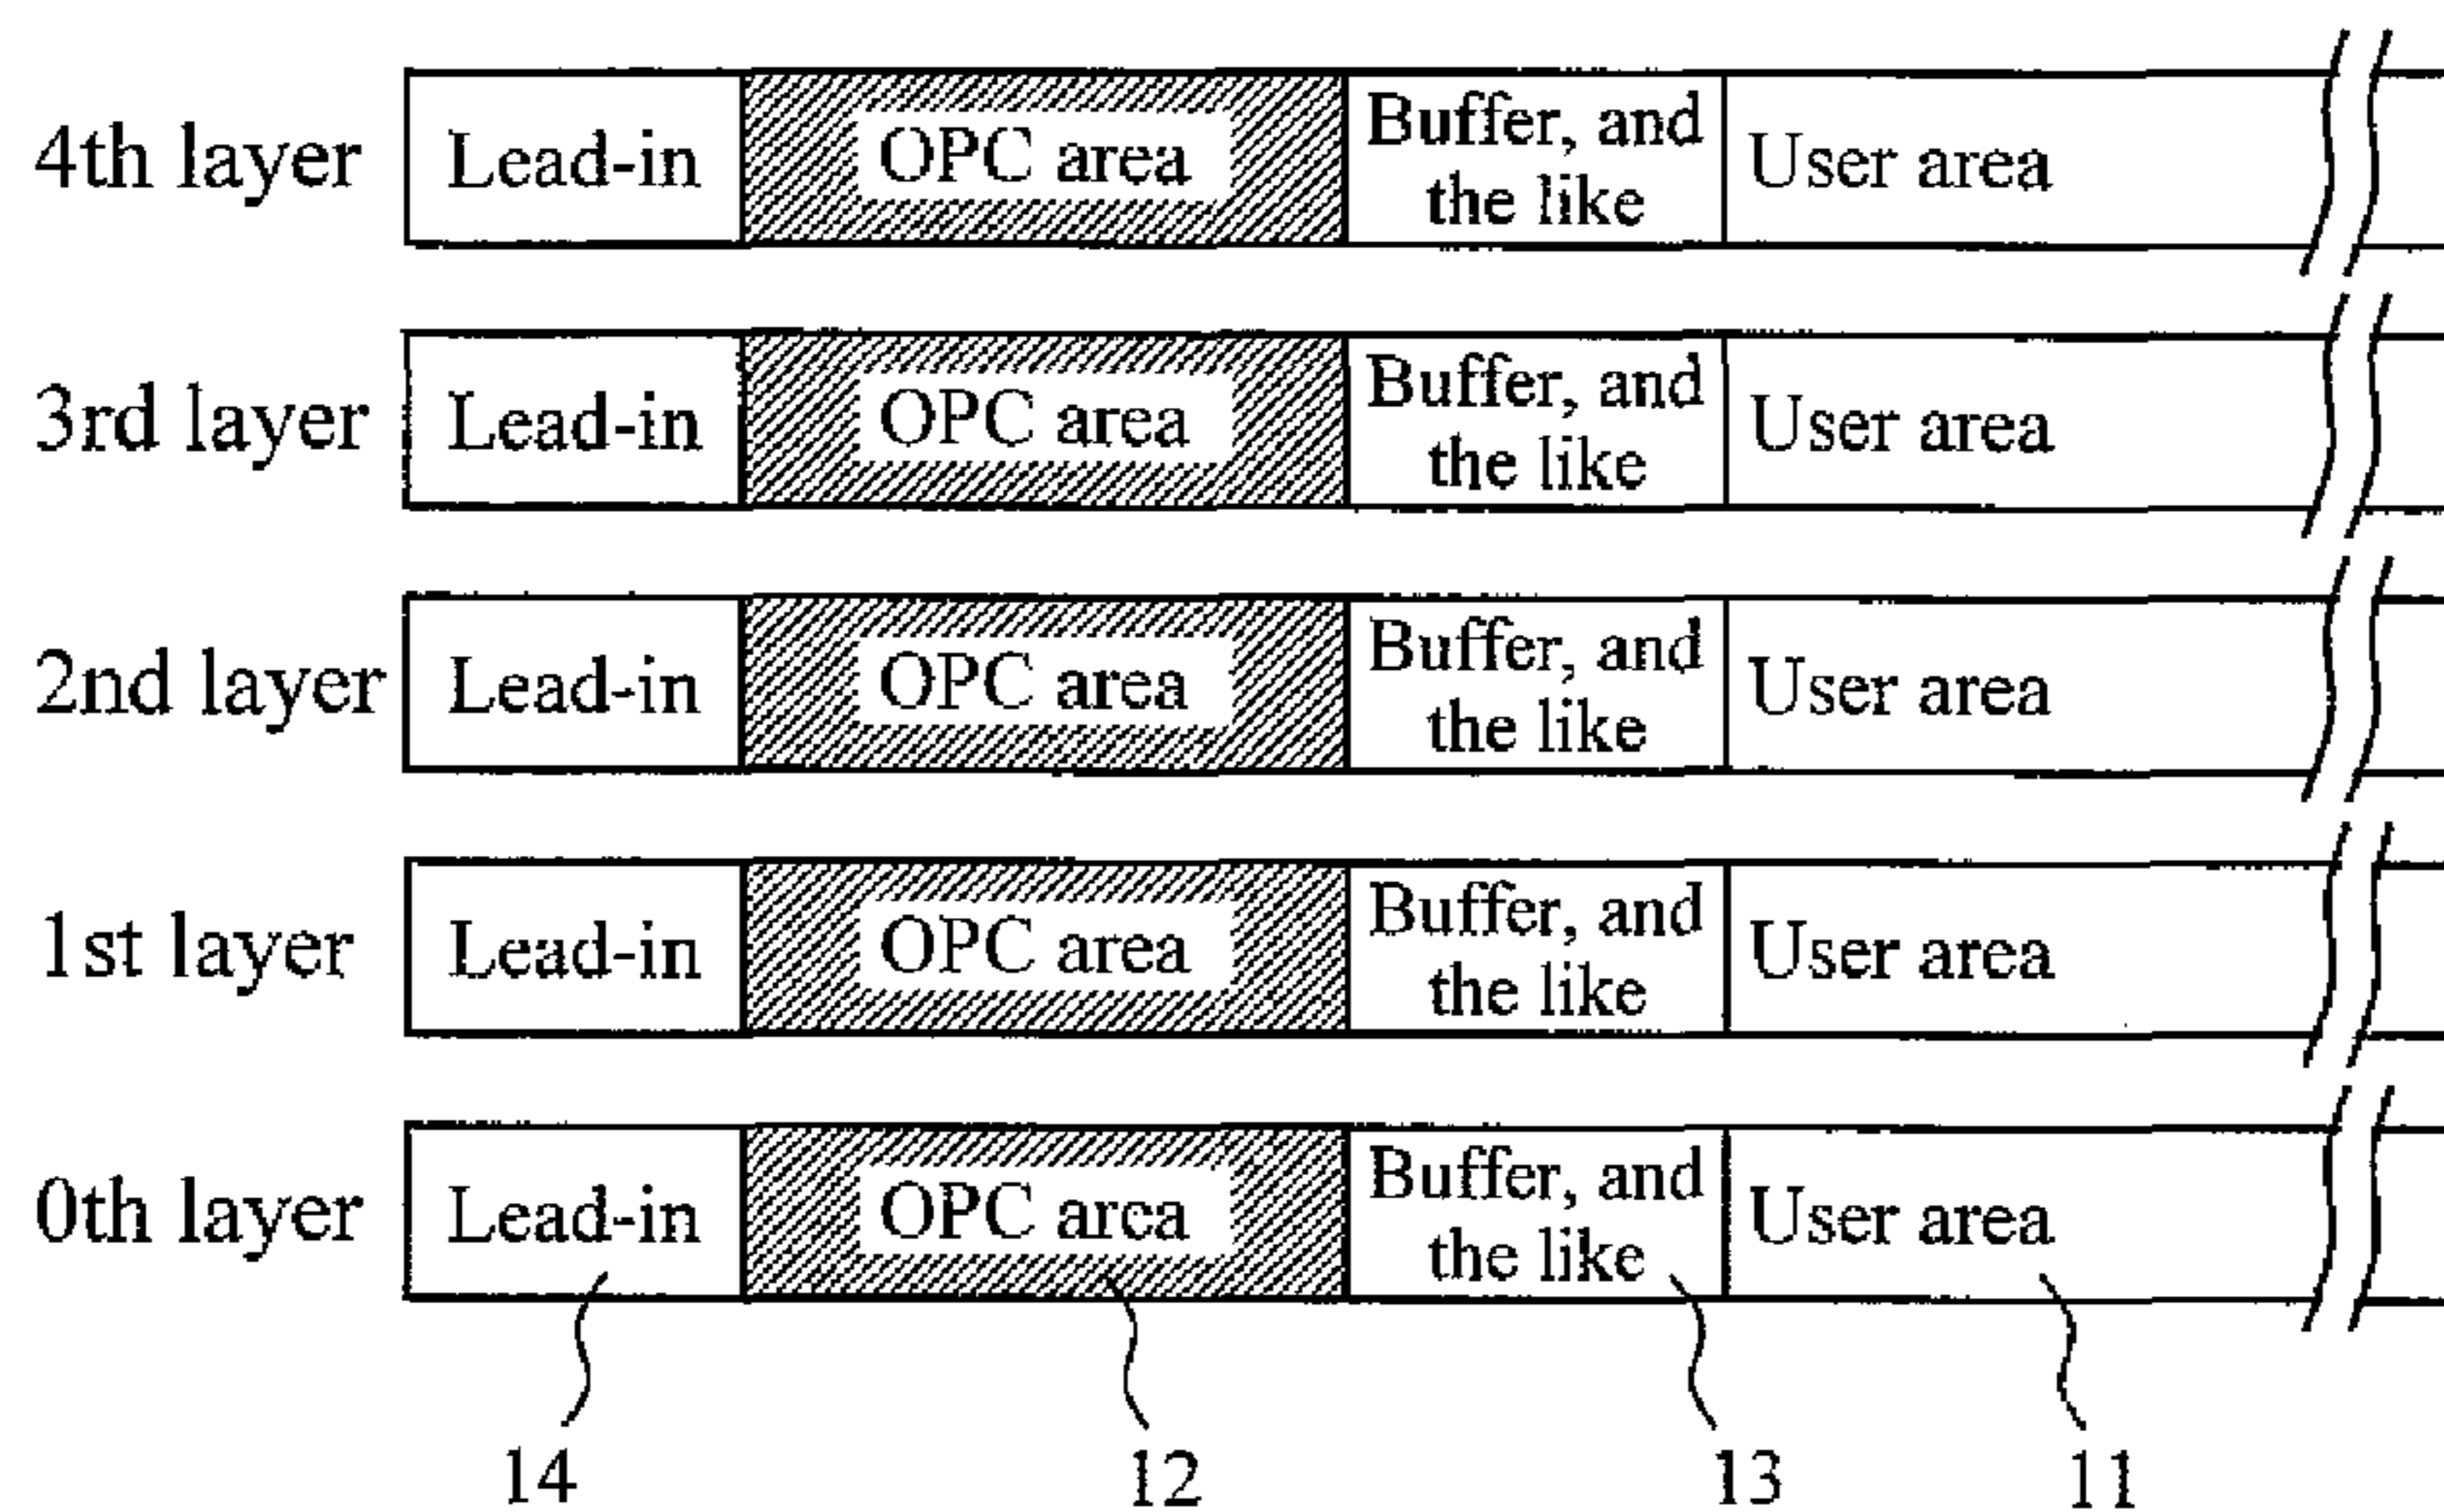 4th layer Lead-in OPC area Buffer, and User area
the like
3rd layer Lead-in OPC area Buffer, and User area
the like
2nd layer Lead-in OPC area Buffer, and User area
the like
1st layer Lead-in OPC area Buffer, and User area
the like
0th layer Lead-in OPC area Buffer, and User area
the like
14 12 13 11